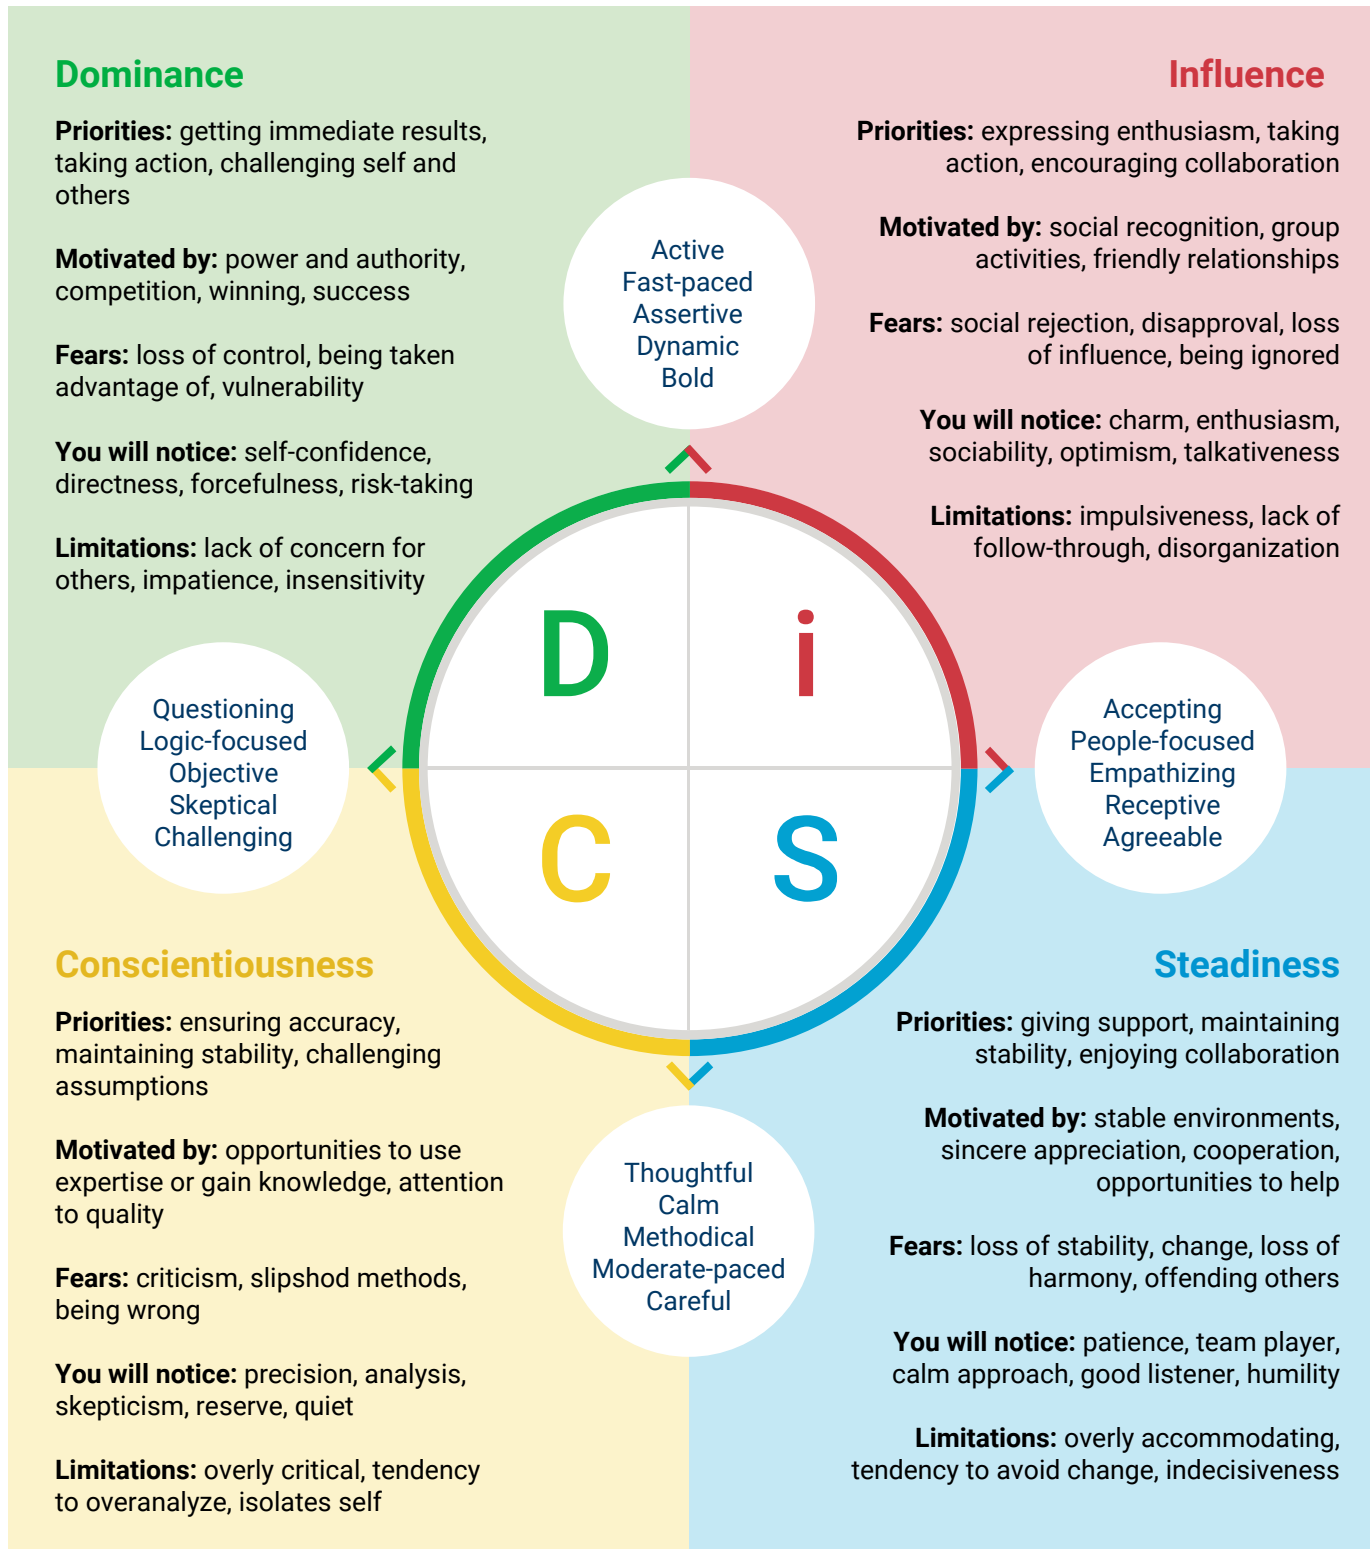 Dominance
Priorities: getting immediate results,
taking action, challenging self and
others
Motivated by: power and authority,
competition, winning, success
Fears: loss of control, being taken
advantage of, vulnerability
You will notice: self-confidence,
directness, forcefulness, risk-taking
Limitations: lack of concern for
others, impatience, insensitivity
Influence
Priorities: expressing enthusiasm, taking
action, encouraging collaboration
Motivated by: social recognition, group
activities, friendly relationships
Fears: social rejection, disapproval, loss
of influence, being ignored
You will notice: charm, enthusiasm,
sociability, optimism, talkativeness
Limitations: impulsiveness, lack of
follow-through, disorganization
Active
Fast-paced
Assertive
Dynamic
Bold
D
i
Questioning
Logic-focused
Objective
Skeptical
Challenging
Accepting
People-focused
Empathizing
Receptive
Agreeable
C
S
Conscientiousness
Priorities: ensuring accuracy,
maintaining stability, challenging
assumptions
Motivated by: opportunities to use
expertise or gain knowledge, attention
to quality
Fears: criticism, slipshod methods,
being wrong
You will notice: precision, analysis,
skepticism, reserve, quiet
Limitations: overly critical, tendency
to overanalyze, isolates self
Thoughtful
Calm
Methodical
Moderate-paced
Careful
Steadiness
Priorities: giving support, maintaining
stability, enjoying collaboration
Motivated by: stable environments,
sincere appreciation, cooperation,
opportunities to help
Fears: loss of stability, change, loss of
harmony, offending others
You will notice: patience, team player,
calm approach, good listener, humility
Limitations: overly accommodating,
tendency to avoid change, indecisiveness